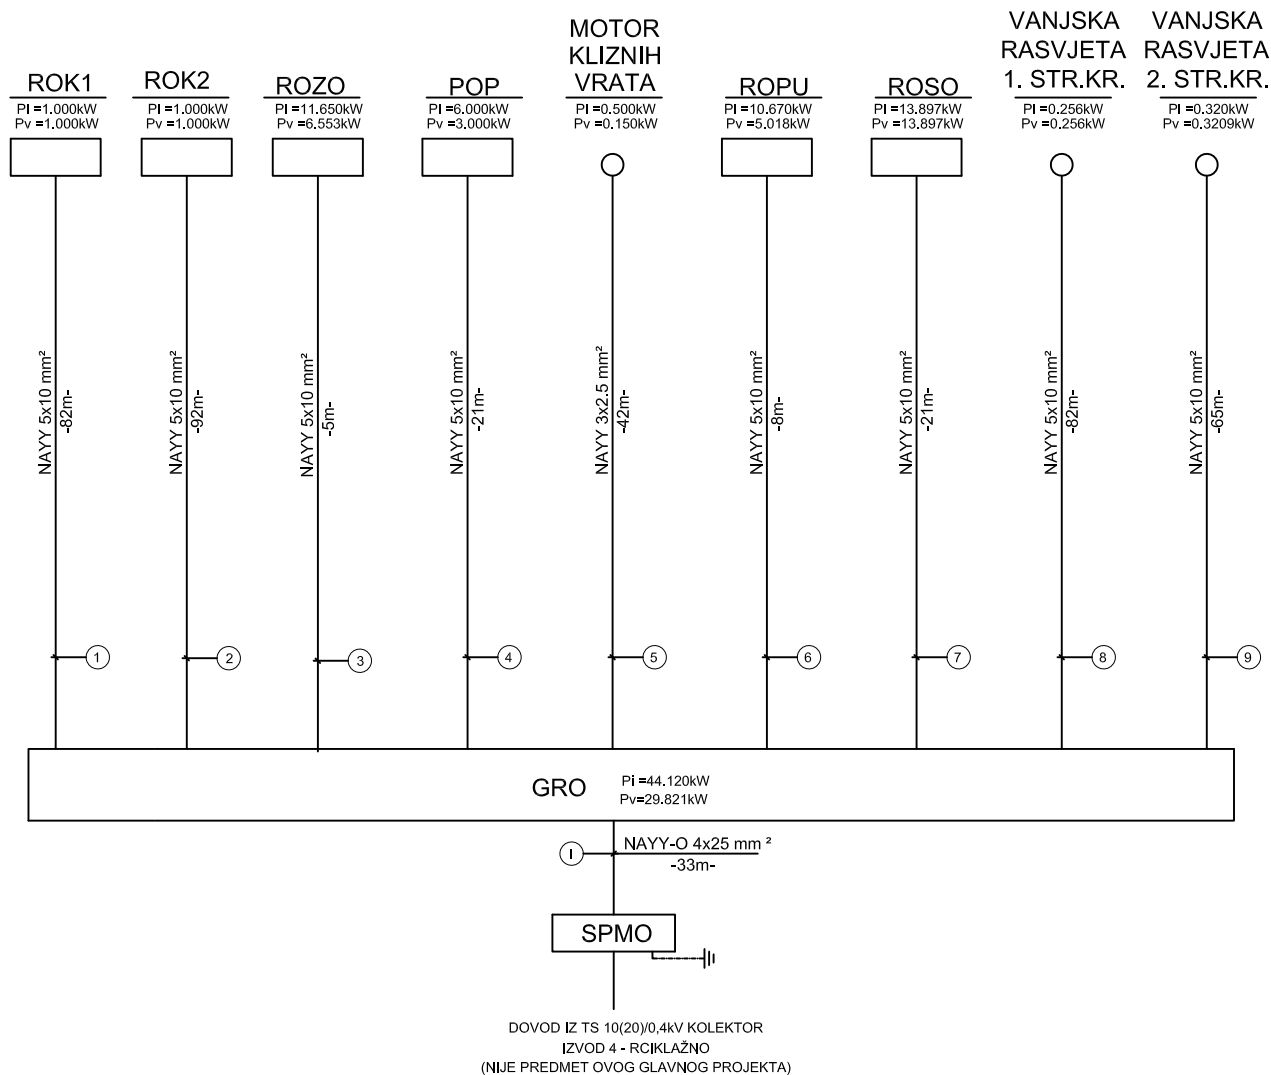 ROK1
PI =1.000kW
Pv =1.000kW
ROK2
PI =1.000kW
Pv =1.000kW
ROZO
PI =11.650kW
Pv =6.553kW
POP
PI =6.000kW
Pv =3.000kW
MOTOR
KLIZNIH
VRATA
PI =0.500kW
Pv =0.150kW
ROPU
PI =10.670kW
Pv =5.018kW
ROSO
PI =13.897kW
Pv =13.897kW
VANJSKA
RASVJETA
1. STR.KR.
PI =0.256kW
Pv =0.256kW
VANJSKA
RASVJETA
2. STR.KR.
PI =0.320kW
Pv =0.3209kW
NAYY 5x10 mm²
-82m-
NAYY 5x10 mm²
-92m-
NAYY 5x10 mm²
-5m-
NAYY 5x10 mm²
-21m-
NAYY 3x2.5 mm²
-42m-
NAYY 5x10 mm²
-8m-
NAYY 5x10 mm²
-21m-
NAYY 5x10 mm²
-82m-
NAYY 5x10 mm²
-65m-
1
2
3
4
5
6
7
8
9
GRO
Pi =44.120kW
Pv=29.821kW
I
NAYY-O 4x25 mm ²
-33m-
SPMO
DOVOD IZ TS 10(20)/0,4kV KOLEKTOR
IZVOD 4 - RCIKLAŽNO
(NIJE PREDMET OVOG GLAVNOG PROJEKTA)